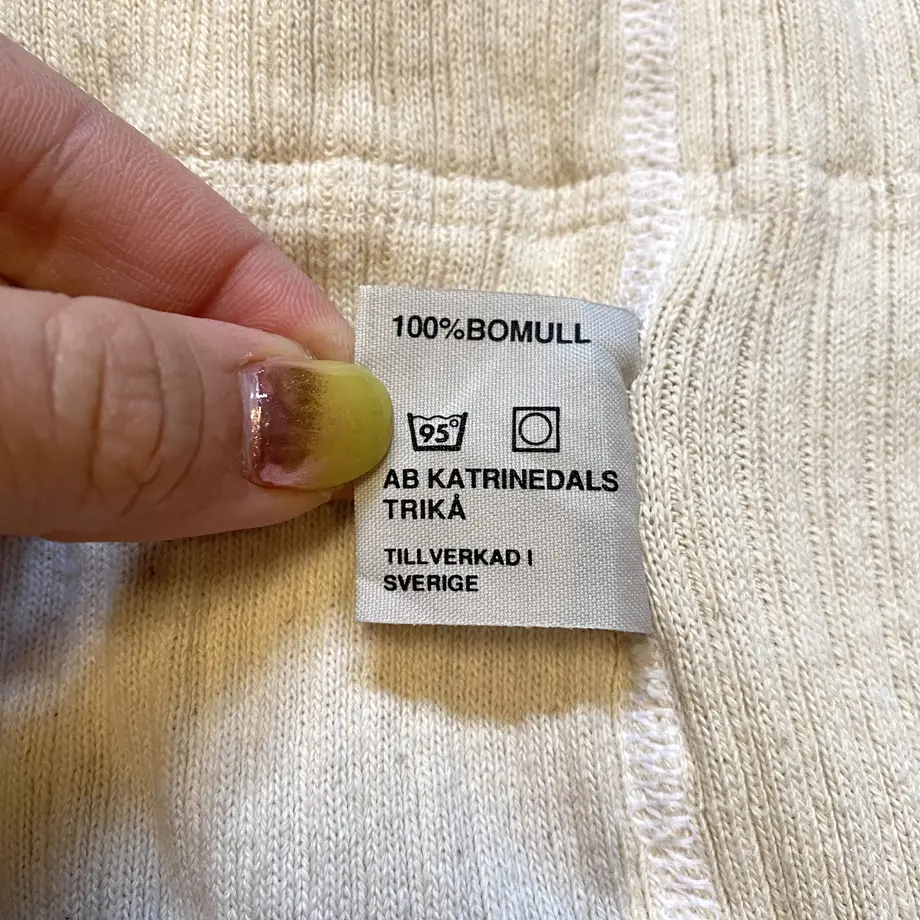 100%BOMULL
95°
AB KATRINEDALS
TRIKÅ
TILLVERKAD I
SVERIGE